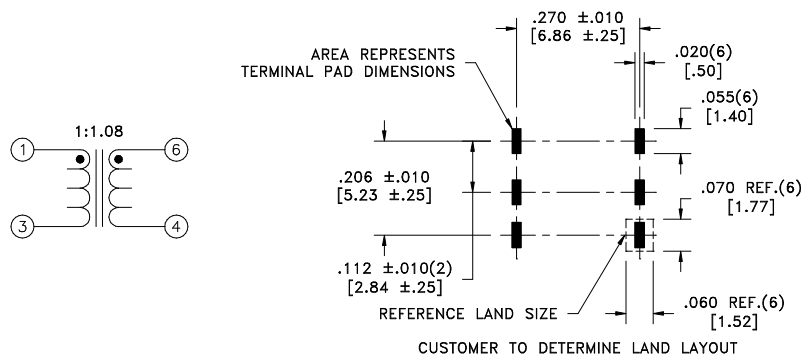 1:1.08
1
6
3
4
AREA REPRESENTS
TERMINAL PAD DIMENSIONS
.270 ±.010
[6.86 ±.25]
.020(6)
[.50]
.055(6)
[1.40]
.206 ±.010
[5.23 ±.25]
.070 REF.(6)
[1.77]
.112 ±.010(2)
[2.84 ±.25]
REFERENCE LAND SIZE
.060 REF.(6)
[1.52]
CUSTOMER TO DETERMINE LAND LAYOUT